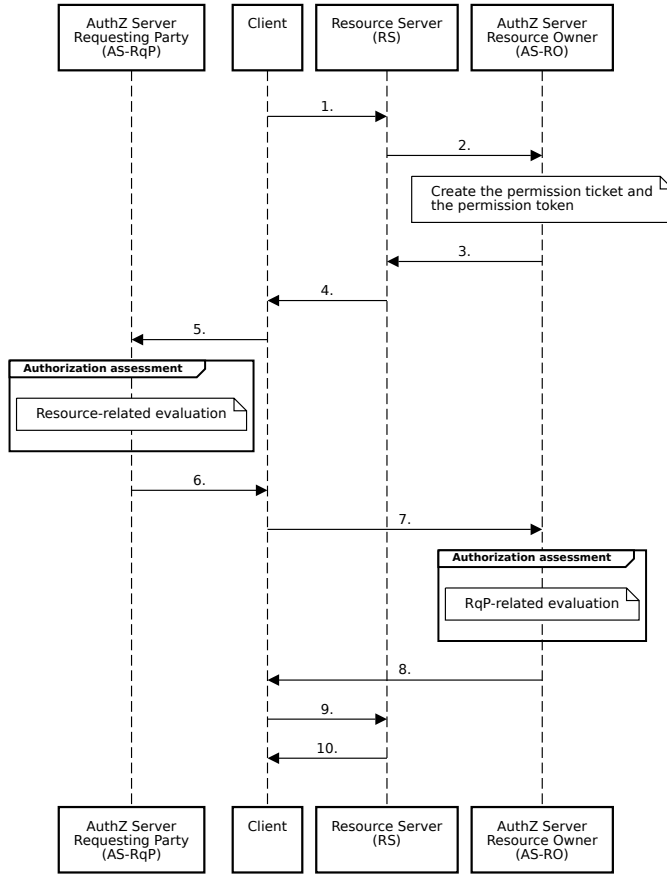 AuthZ Server
Requesting Party
(AS-RqP)
Client
Resource Server
(RS)
AuthZ Server
Resource Owner
(AS-RO)
1.
2.
Create the permission ticket and
the permission token
3.
4.
5.
Authorization assessment
Resource-related evaluation
6.
7.
Authorization assessment
RqP-related evaluation
8.
9.
10.
AuthZ Server
Requesting Party
(AS-RqP)
Client
Resource Server
(RS)
AuthZ Server
Resource Owner
(AS-RO)